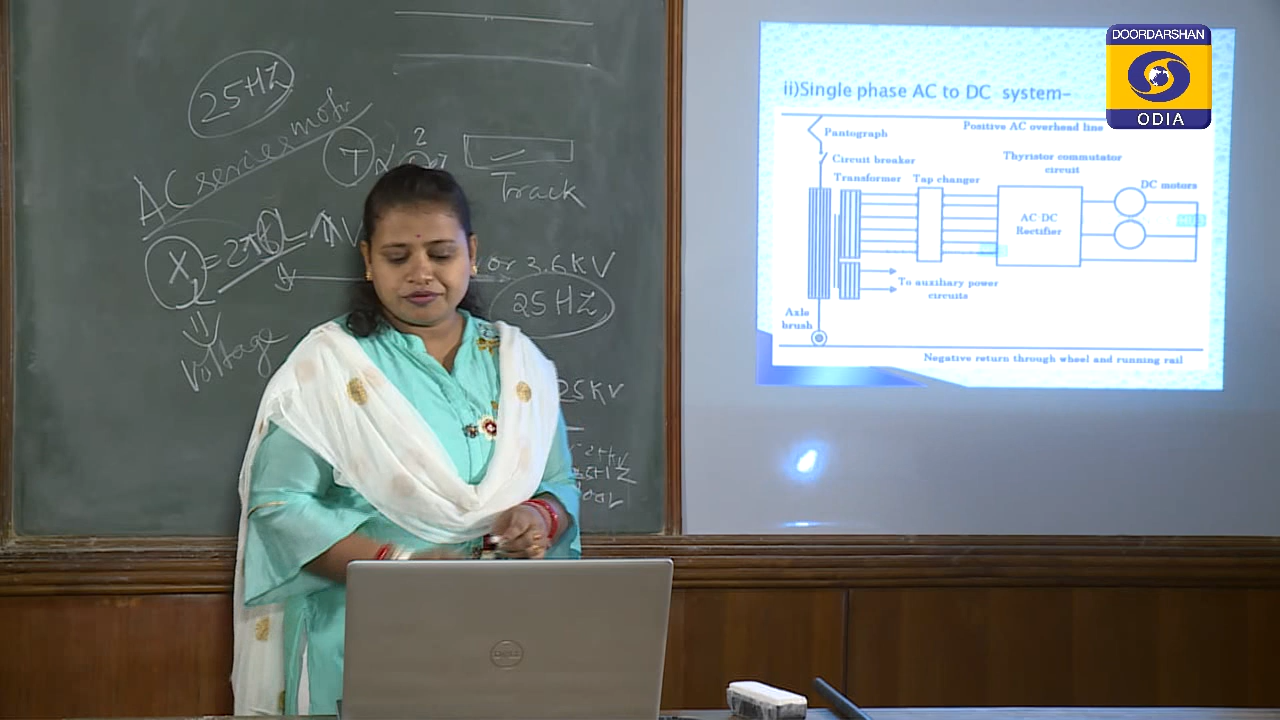 25HZ
AC series moto
T α
2
Track
X
L
= 2πfL
voltage
or 3.6KV
25HZ
25KV
25HZ
ii)Single phase AC to DC system-
Positive AC overhead line
Pantograph
Circuit breaker
Thyristor commutator
circuit
Transformer Tap changer
DC motors
AC DC
Rectifier
To auxiliary power
circuits
Axle
brush
Negative return through wheel and running rail
DOORDARSHAN
ODIA
DELL